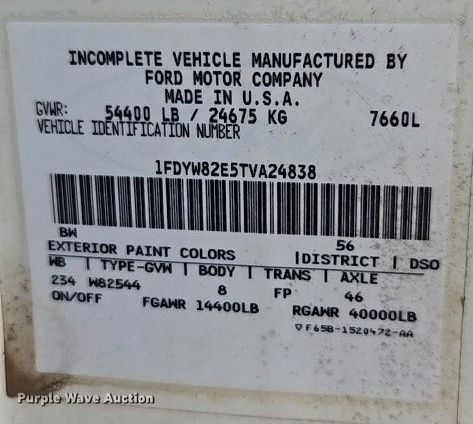 INCOMPLETE VEHICLE MANUFACTURED BY
FORD MOTOR COMPANY
MADE IN U.S.A.
GVWR: 54400 LB / 24675 KG 7660L
VEHICLE IDENTIFICATION NUMBER
1FDYW82E5TVA24838
BW 56
EXTERIOR PAINT COLORS |DISTRICT | DSO
WB | TYPE-GVW | BODY | TRANS | AXLE
234 W82544 8 FP 46
ON/OFF FGAWR 14400LB RGAWR 40000LB
▽F65B-1520472-AA
Purple Wave Auction